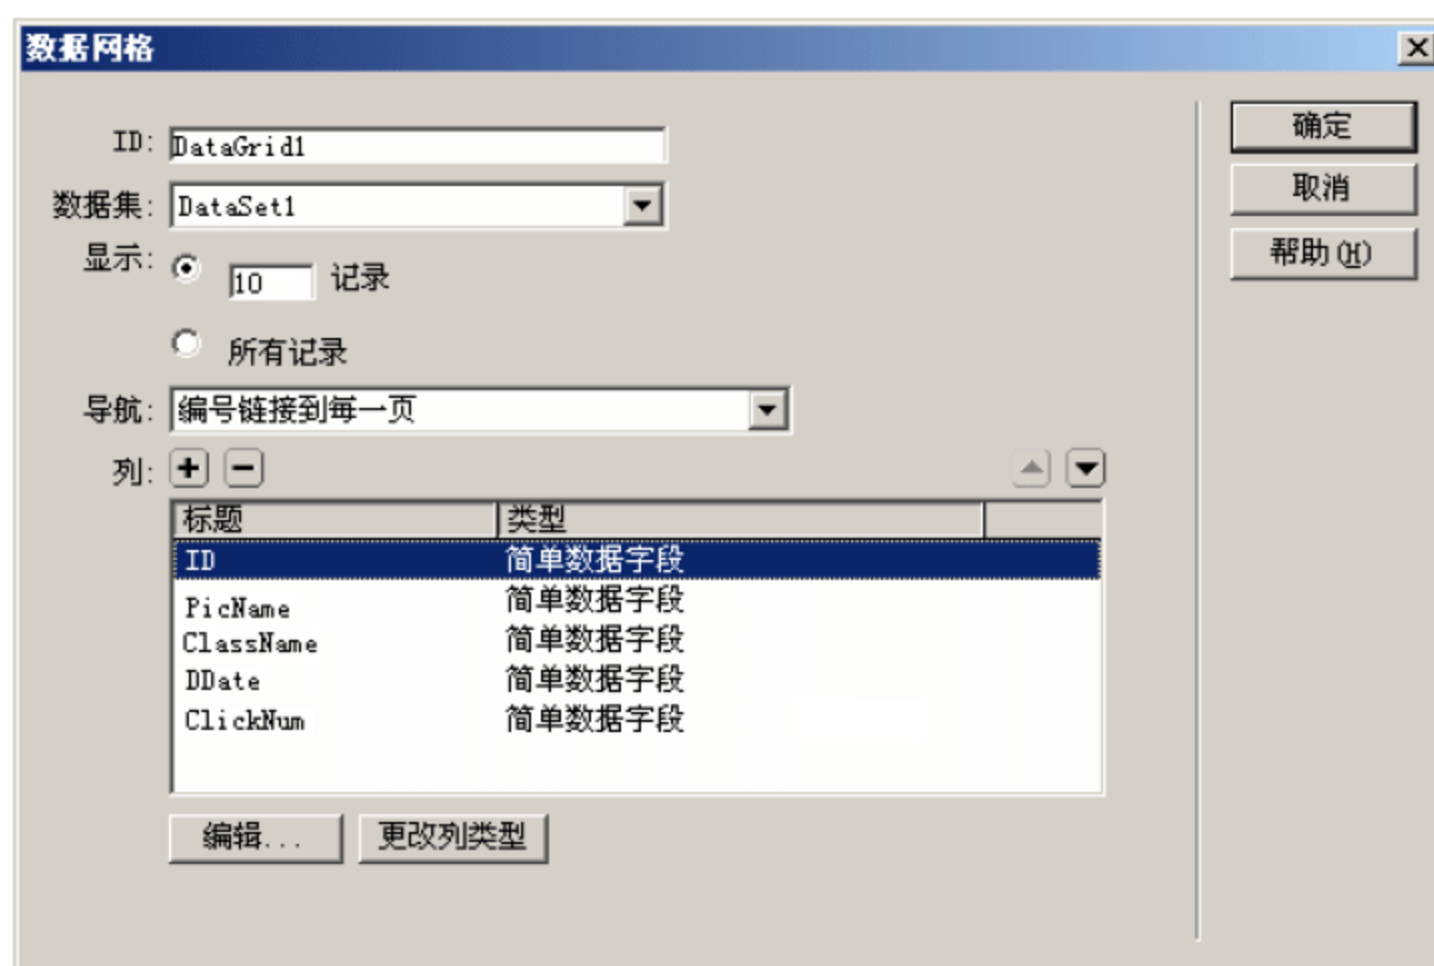 数据网格
ID: DataGrid1
确定
数据集: DataSet1
取消
显示: 10 记录
帮助(H)
所有记录
导航: 编号链接到每一页
列:
标题 类型
ID 简单数据字段
PicName 简单数据字段
ClassName 简单数据字段
DDate 简单数据字段
ClickNum 简单数据字段
编辑... 更改列类型